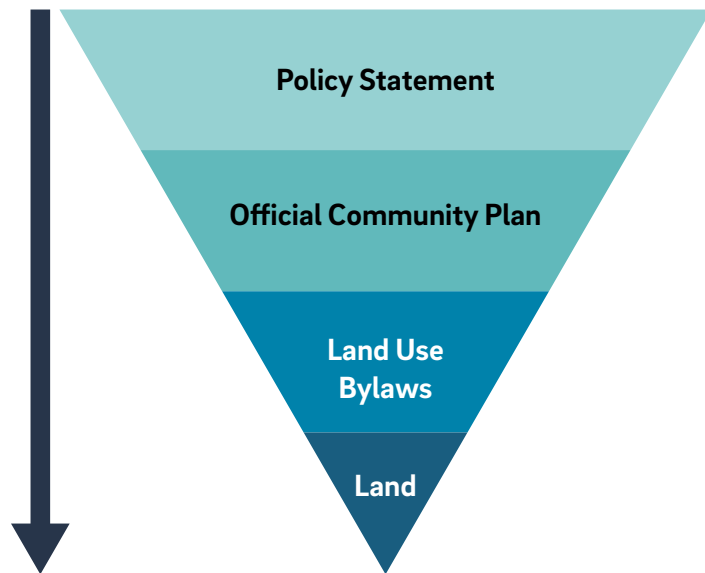 Policy Statement
Official Community Plan
Land Use
Bylaws
Land